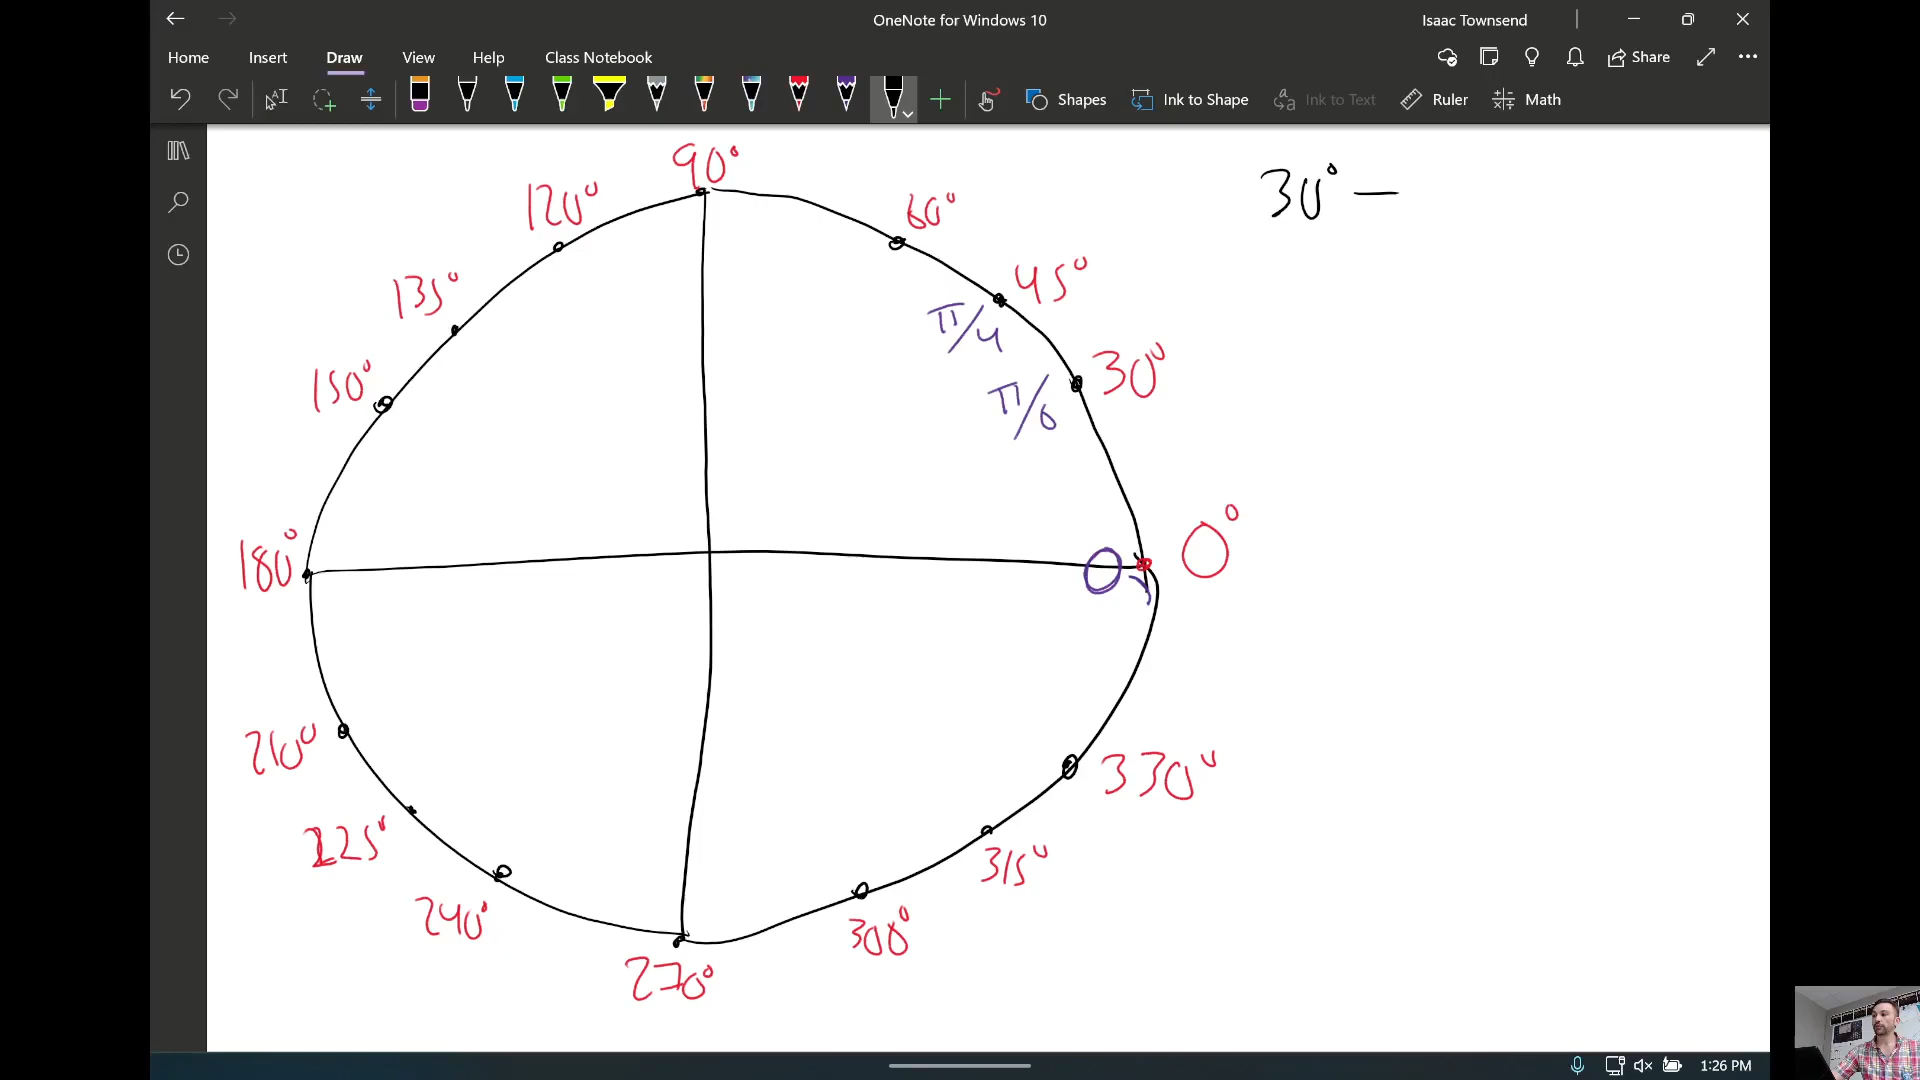 OneNote for Windows 10
Isaac Townsend
Home Insert Draw View Help Class Notebook
Share
Shapes Ink to Shape Ink to Text Ruler Math
90°
120°
60°
30° —
135°
45°
π/4
150°
30°
π/6
180°
0
0°
210°
330°
225°
315°
240°
300°
270°
1:26 PM